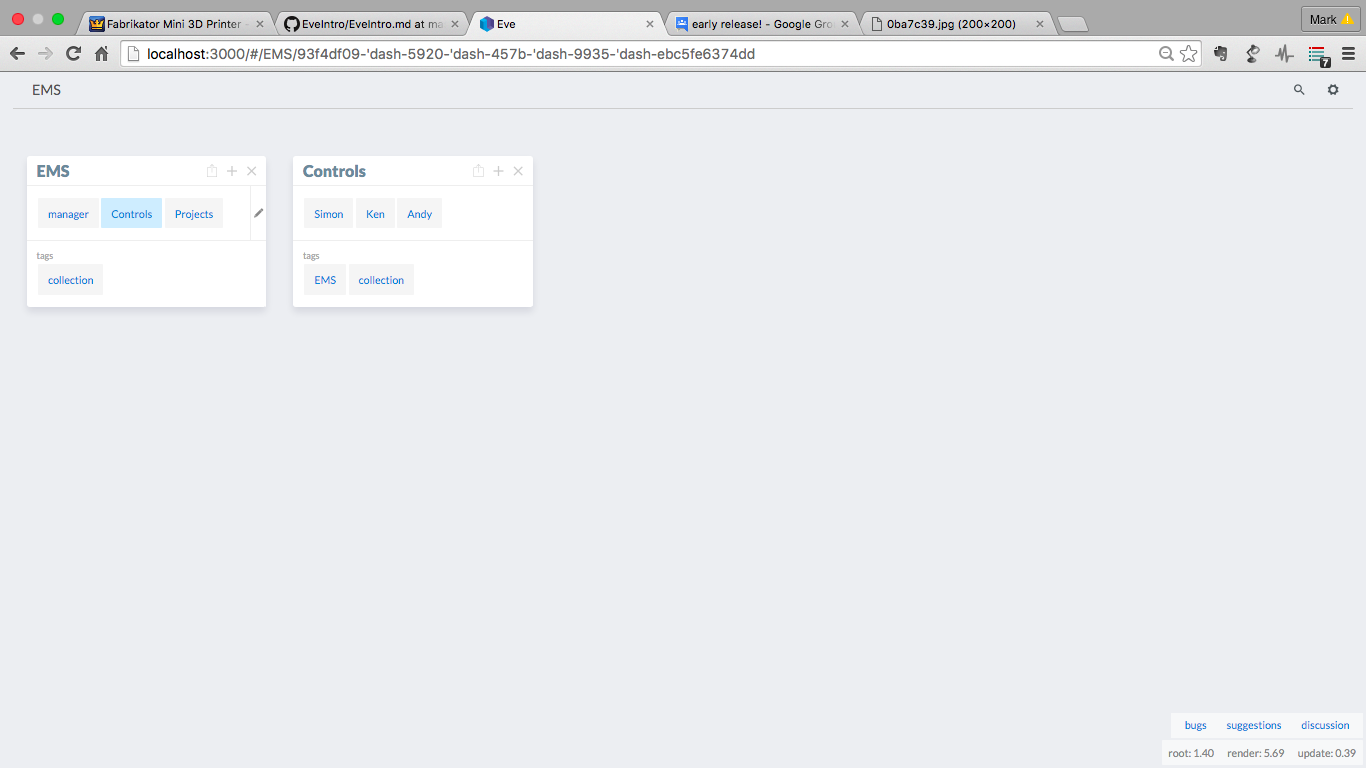 Fabrikator Mini 3D Printer -
EveIntro/EveIntro.md at ma
Eve
early release! - Google Gro
0ba7c39.jpg (200×200)
Mark
localhost:3000/#/EMS/93f4df09-'dash-5920-'dash-457b-'dash-9935-'dash-ebc5fe6374dd
7
EMS
EMS
manager Controls Projects
tags
collection
Controls
Simon Ken Andy
tags
EMS collection
bugs suggestions discussion
root: 1.40 render: 5.69 update: 0.39